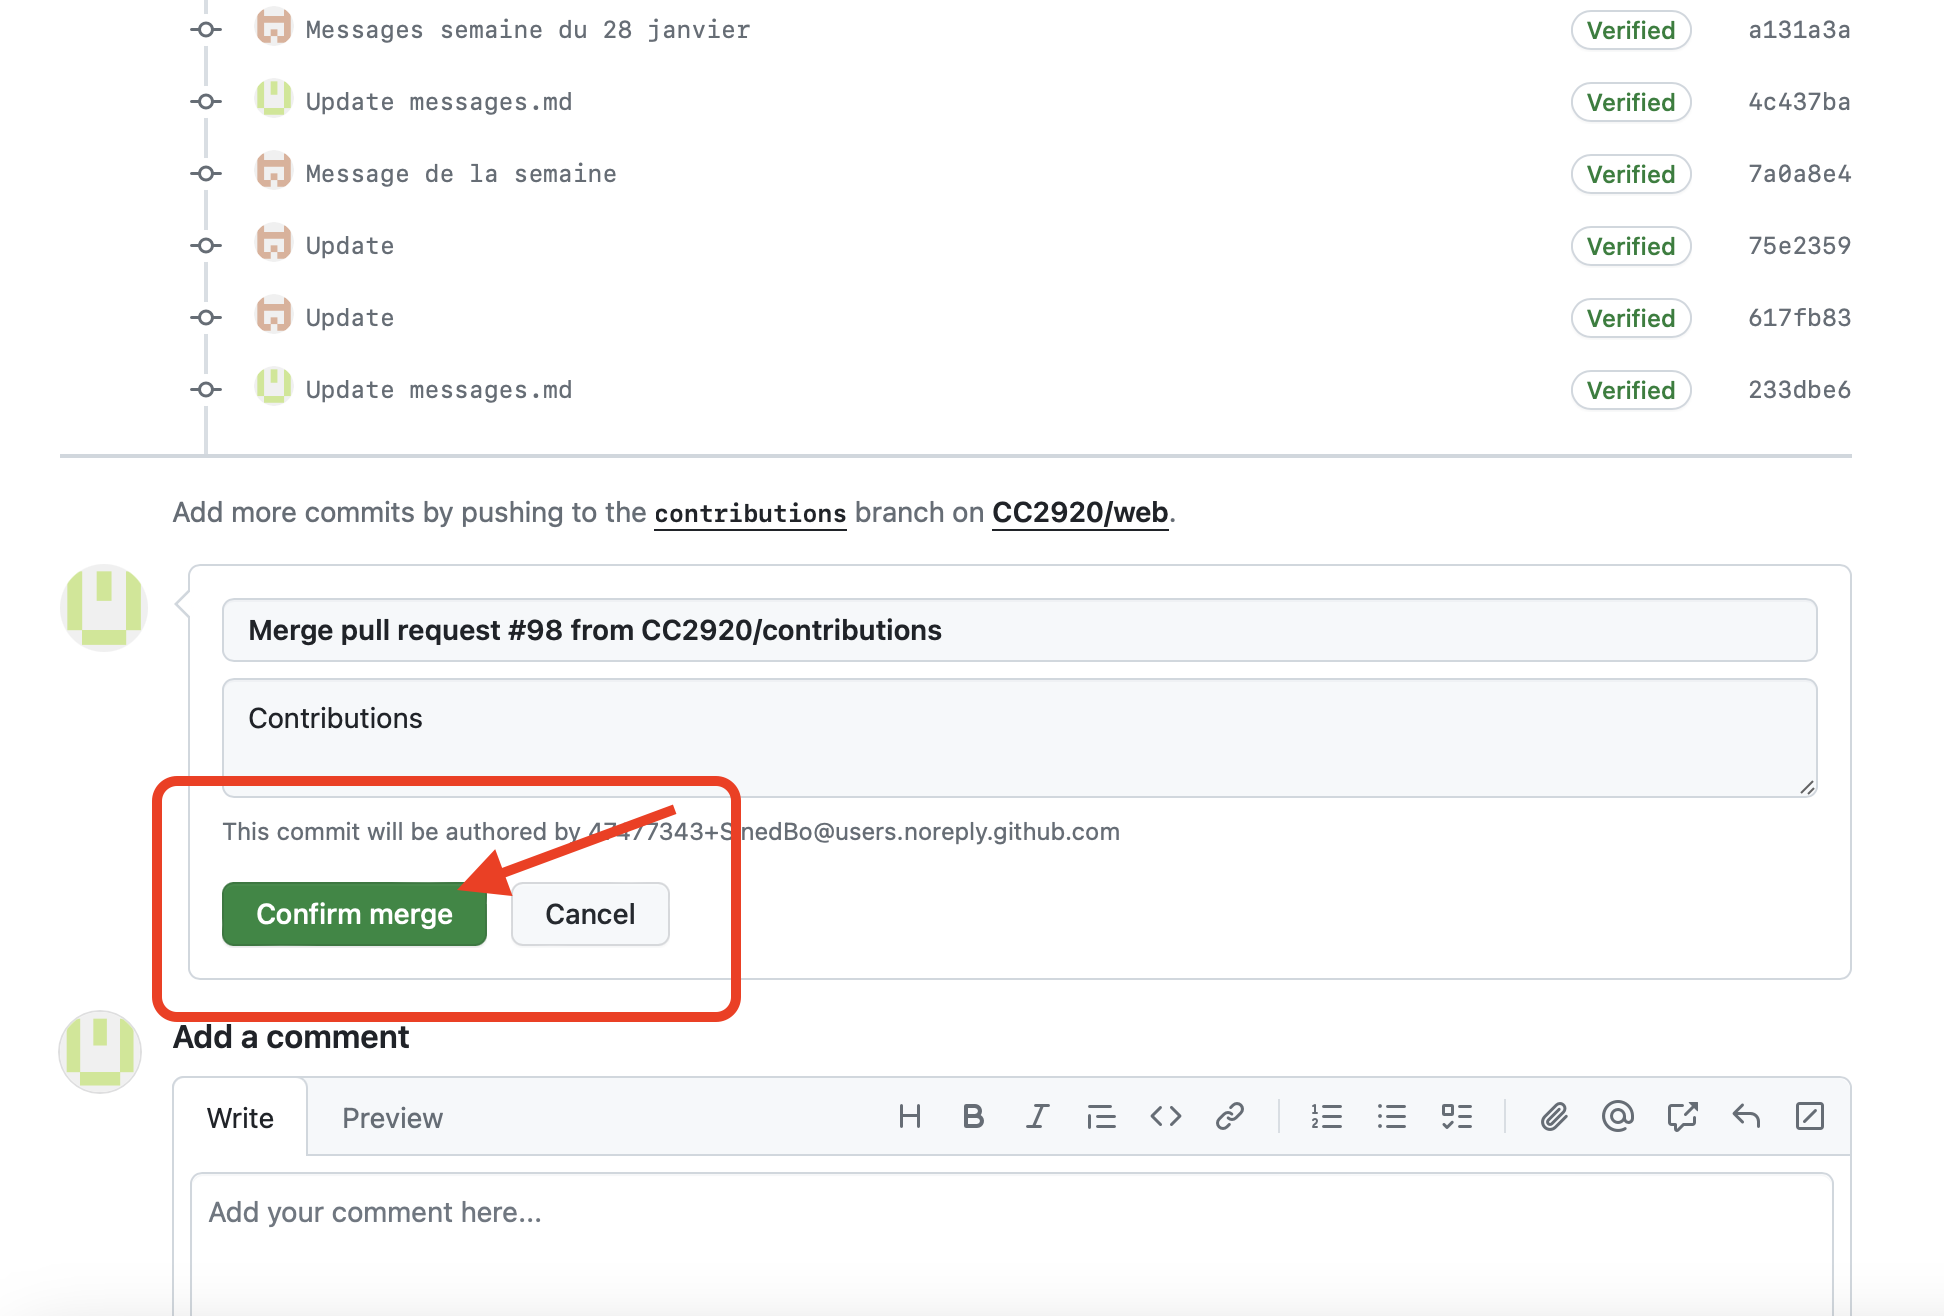 Messages semaine du 28 janvier Verified a131a3a
Update messages.md Verified 4c437ba
Message de la semaine Verified 7a0a8e4
Update Verified 75e2359
Update Verified 617fb83
Update messages.md Verified 233dbe6
Add more commits by pushing to the contributions branch on CC2920/web.
Merge pull request #98 from CC2920/contributions
Contributions
This commit will be authored by 47477343+SinedBo@users.noreply.github.com
Confirm merge Cancel
Add a comment
Write Preview
Add your comment here...